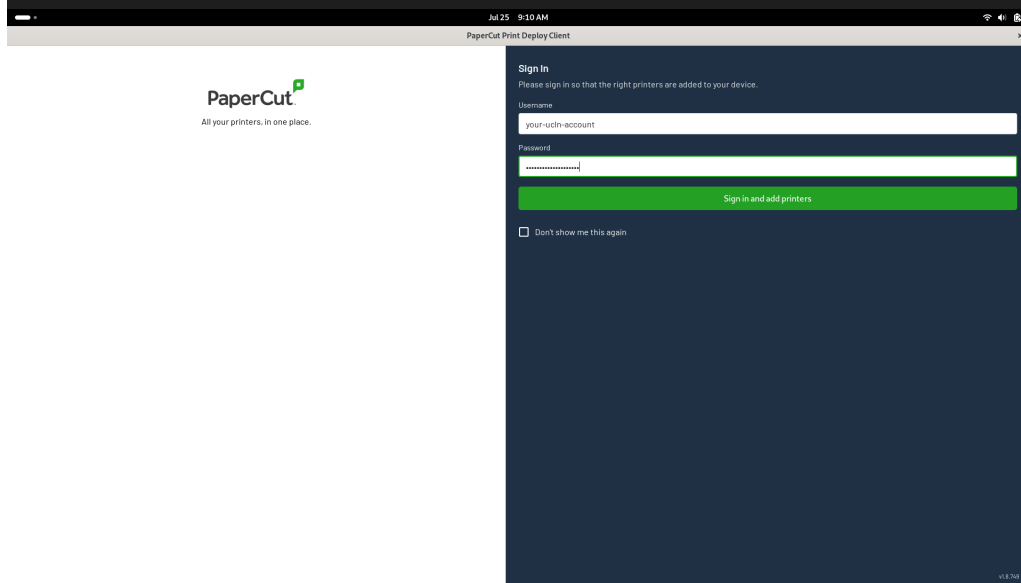 Jul 25 9:10 AM
PaperCut Print Deploy Client
PaperCut
All your printers, in one place.
Sign In
Please sign in so that the right printers are added to your device.
Username
your-ucln-account
Password
Sign in and add printers
Don't show me this again
v1.8.749